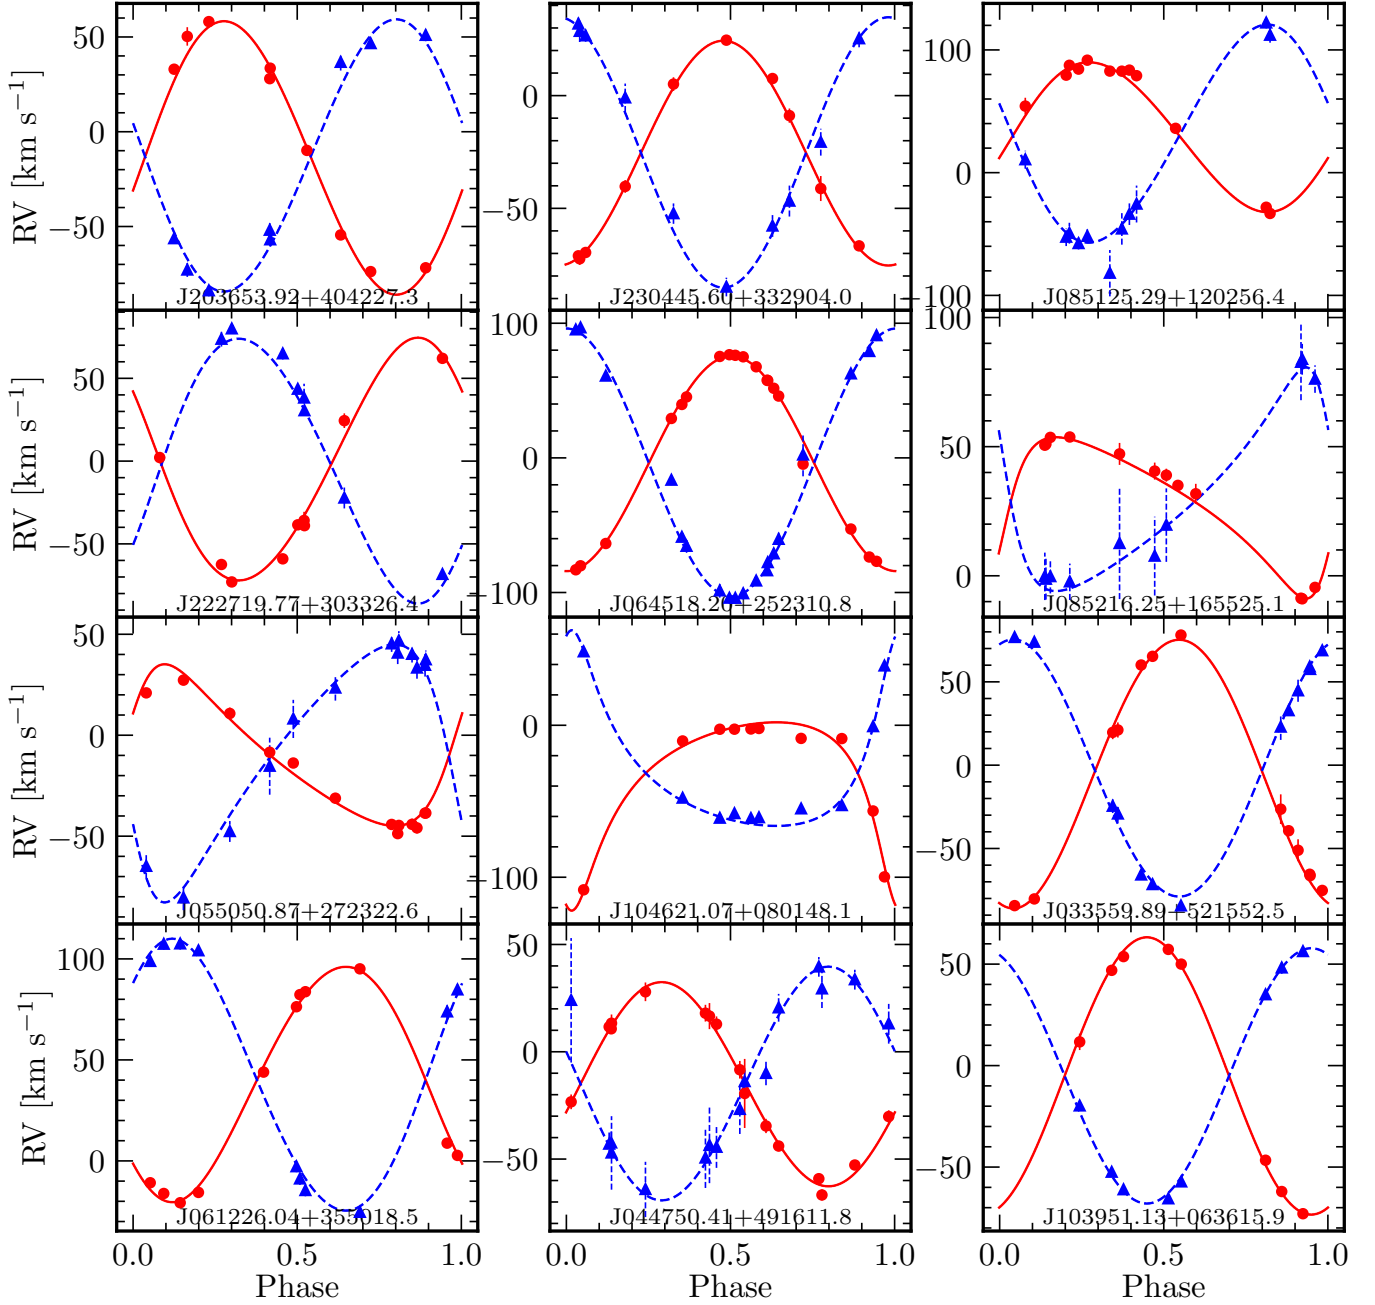 RV [km s⁻¹]
50
0
−50
J203653.92+404227.3
0
−50
J230445.60+332904.0
100
0
−100
J085125.29+120256.4
RV [km s⁻¹]
50
0
−50
J222719.77+303326.4
100
0
−100
J064518.20+252310.8
100
50
0
J085216.25+165525.1
RV [km s⁻¹]
50
0
−50
J055050.87+272322.6
0
−100
J104621.07+080148.1
50
0
−50
J033559.89+521552.5
RV [km s⁻¹]
100
50
0
J061226.04+355018.5
50
0
−50
J044750.41+491611.8
50
0
−50
J103951.13+063615.9
0.0 0.5 1.0
0.0 0.5 1.0
0.0 0.5 1.0
Phase Phase Phase